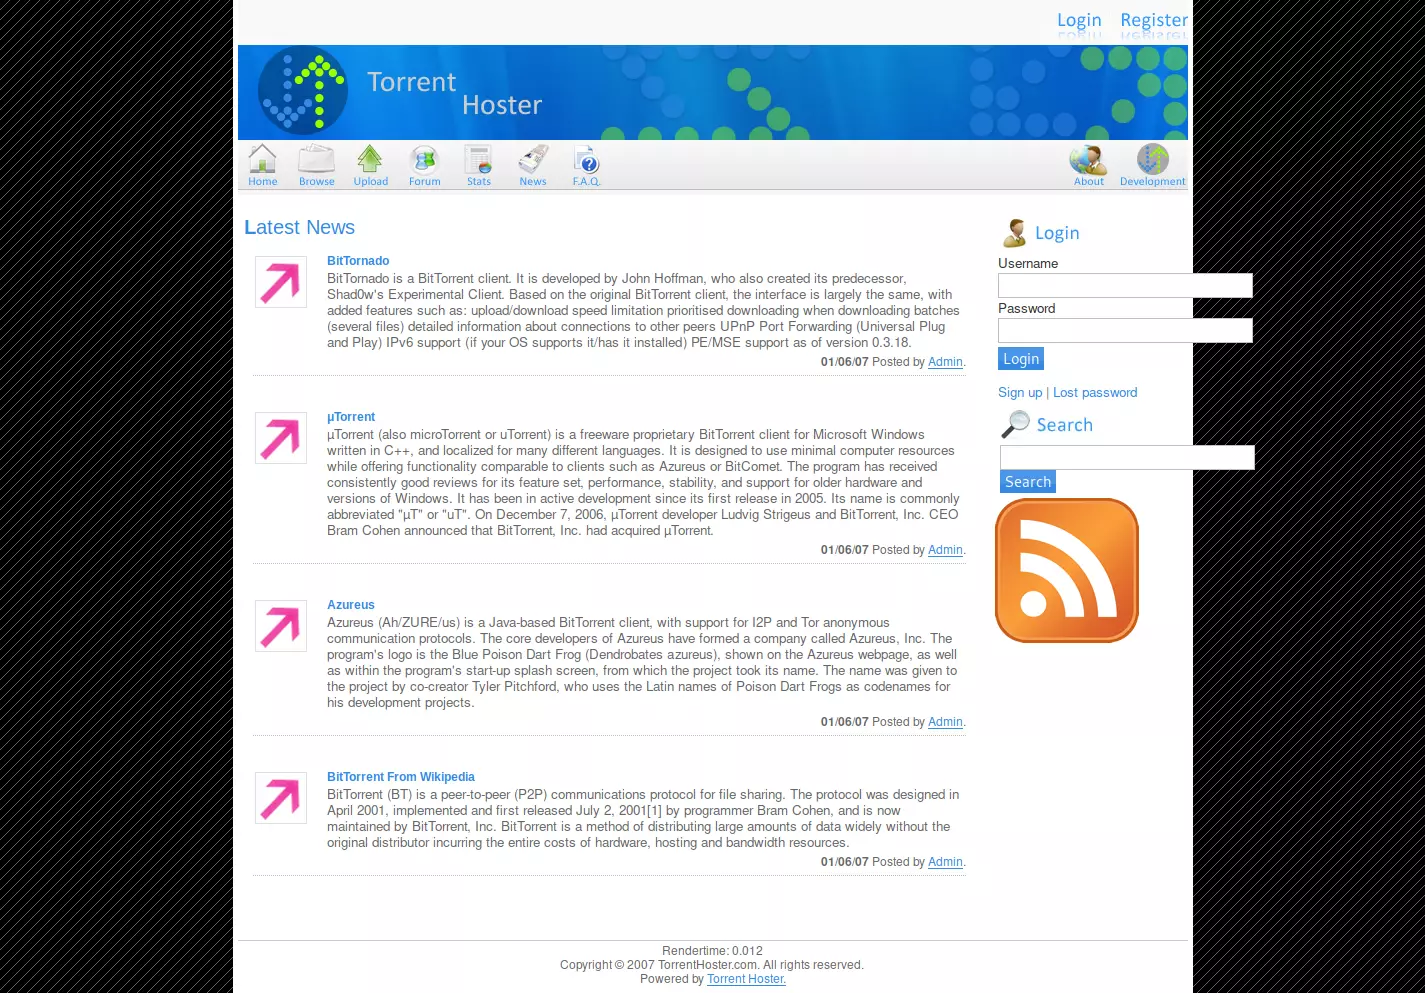 Login Register
Torrent
Hoster
Home Browse Upload Forum Stats News F.A.Q. About Development
Latest News
BitTornado
BitTornado is a BitTorrent client. It is developed by John Hoffman, who also created its predecessor,
Shad0w's Experimental Client. Based on the original BitTorrent client, the interface is largely the same, with
added features such as: upload/download speed limitation prioritised downloading when downloading batches
(several files) detailed information about connections to other peers UPnP Port Forwarding (Universal Plug
and Play) IPv6 support (if your OS supports it/has it installed) PE/MSE support as of version 0.3.18.
01/06/07 Posted by Admin.
µTorrent
µTorrent (also microTorrent or uTorrent) is a freeware proprietary BitTorrent client for Microsoft Windows
written in C++, and localized for many different languages. It is designed to use minimal computer resources
while offering functionality comparable to clients such as Azureus or BitComet. The program has received
consistently good reviews for its feature set, performance, stability, and support for older hardware and
versions of Windows. It has been in active development since its first release in 2005. Its name is commonly
abbreviated "µT" or "uT". On December 7, 2006, µTorrent developer Ludvig Strigeus and BitTorrent, Inc. CEO
Bram Cohen announced that BitTorrent, Inc. had acquired µTorrent.
01/06/07 Posted by Admin.
Azureus
Azureus (Ah/ZURE/us) is a Java-based BitTorrent client, with support for I2P and Tor anonymous
communication protocols. The core developers of Azureus have formed a company called Azureus, Inc. The
program's logo is the Blue Poison Dart Frog (Dendrobates azureus), shown on the Azureus webpage, as well
as within the program's start-up splash screen, from which the project took its name. The name was given to
the project by co-creator Tyler Pitchford, who uses the Latin names of Poison Dart Frogs as codenames for
his development projects.
01/06/07 Posted by Admin.
BitTorrent From Wikipedia
BitTorrent (BT) is a peer-to-peer (P2P) communications protocol for file sharing. The protocol was designed in
April 2001, implemented and first released July 2, 2001[1] by programmer Bram Cohen, and is now
maintained by BitTorrent, Inc. BitTorrent is a method of distributing large amounts of data widely without the
original distributor incurring the entire costs of hardware, hosting and bandwidth resources.
01/06/07 Posted by Admin.
Login
Username
Password
Login
Sign up | Lost password
Search
Search
Rendertime: 0.012
Copyright © 2007 TorrentHoster.com. All rights reserved.
Powered by Torrent Hoster.